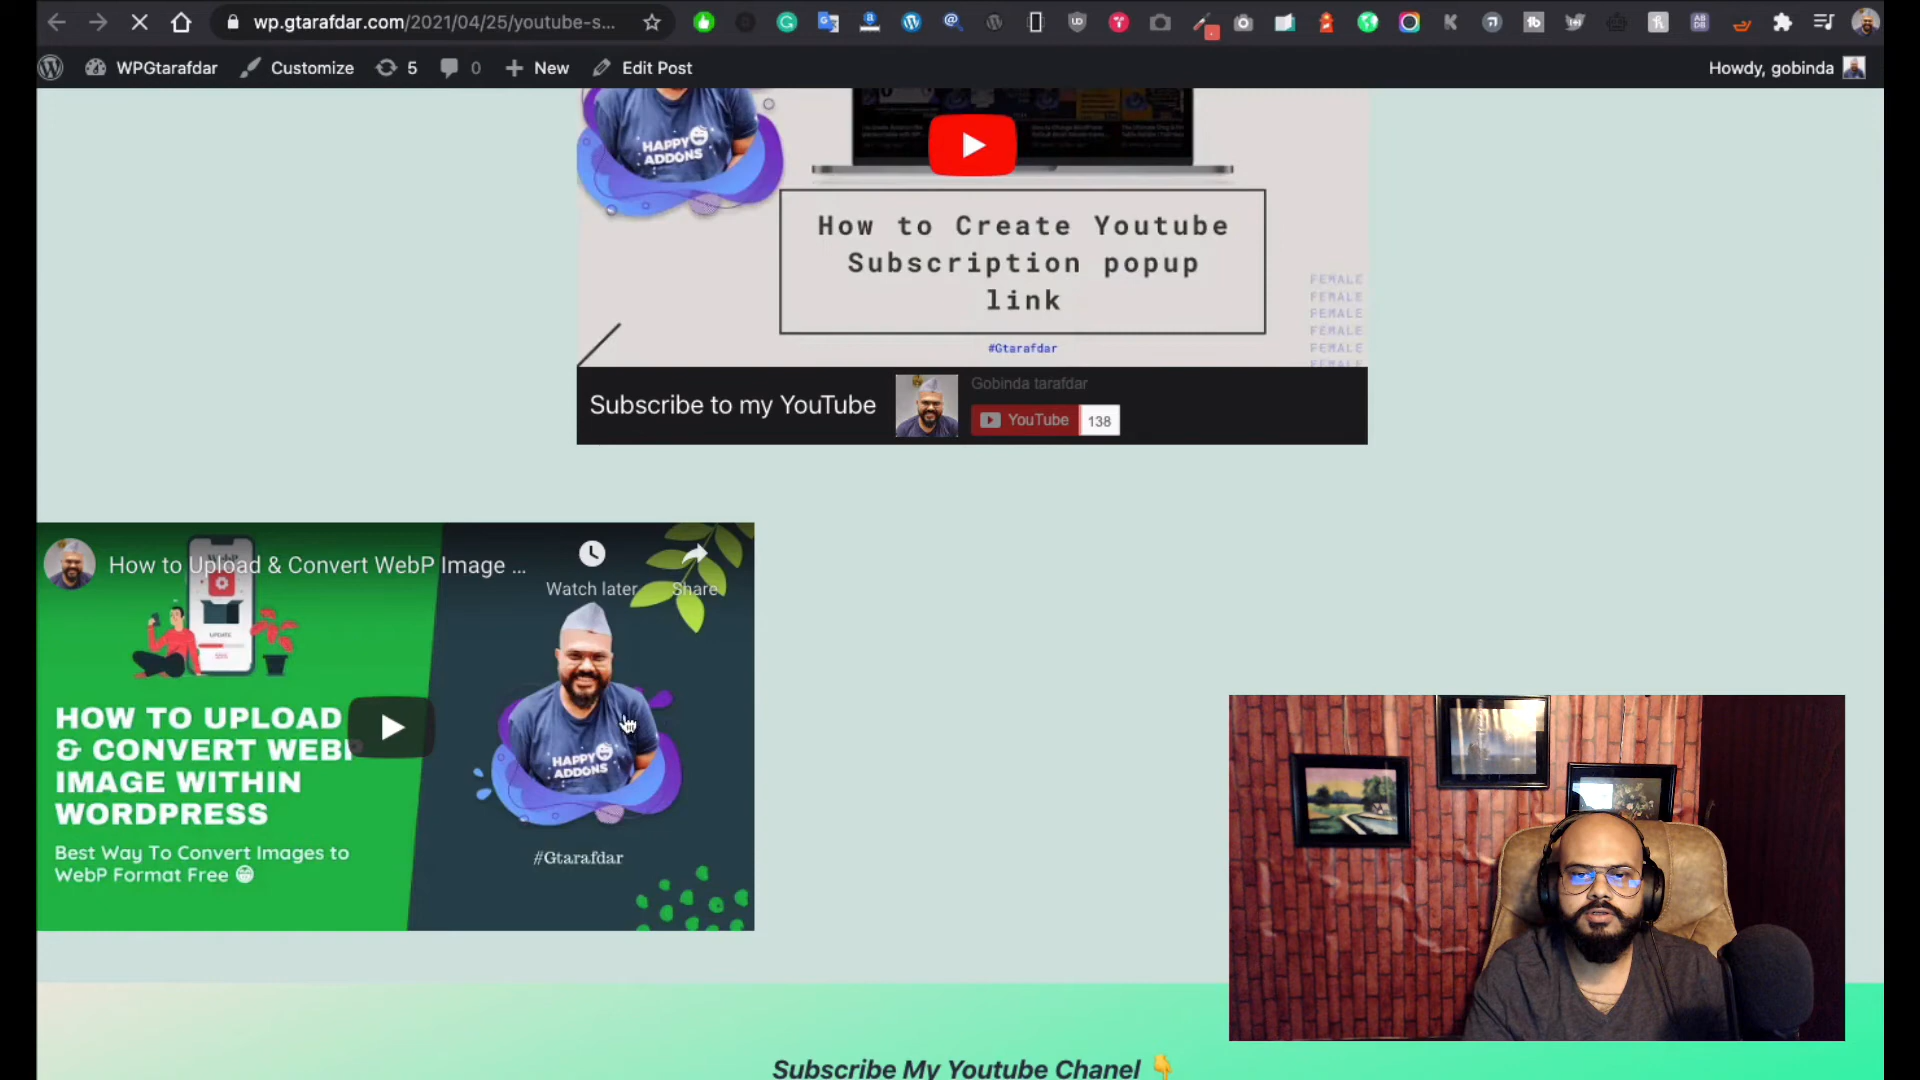 wp.gtarafdar.com/2021/04/25/youtube-s...
WPGtarafdar Customize 5 0 + New Edit Post
Howdy, gobinda
HAPPY
ADDONS
How to Create Youtube
Subscription popup
link
#Gtarafdar
FEMALE
FEMALE
FEMALE
FEMALE
FEMALE
FEMALE
Subscribe to my YouTube
Gobinda tarafdar
YouTube 138
How to Upload & Convert WebP Image ...
Watch later
Share
UPDATE
HOW TO UPLOAD
& CONVERT WEBP
IMAGE WITHIN
WORDPRESS
Best Way To Convert Images to
WebP Format Free 😁
HAPPY
ADDONS
#Gtarafdar
Subscribe My Youtube Chanel 👇